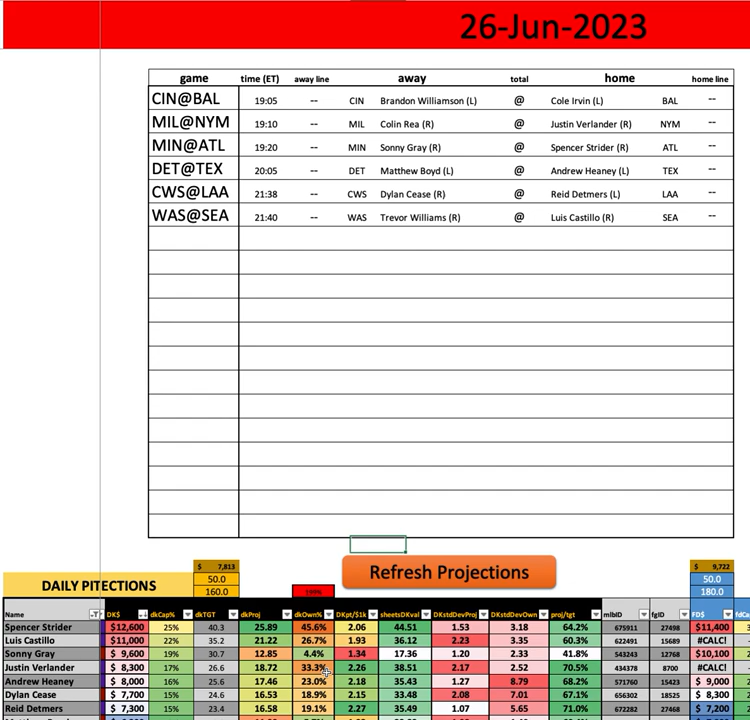 26-Jun-2023
game time (ET) away line away total home home line
CIN@BAL 19:05 -- CIN Brandon Williamson (L) @ Cole Irvin (L) BAL --
MIL@NYM 19:10 -- MIL Colin Rea (R) @ Justin Verlander (R) NYM --
MIN@ATL 19:20 -- MIN Sonny Gray (R) @ Spencer Strider (R) ATL --
DET@TEX 20:05 -- DET Matthew Boyd (L) @ Andrew Heaney (L) TEX --
CWS@LAA 21:38 -- CWS Dylan Cease (R) @ Reid Detmers (L) LAA --
WAS@SEA 21:40 -- WAS Trevor Williams (R) @ Luis Castillo (R) SEA --
$ 7,813 $ 9,722
DAILY PITECTIONS 50.0 Refresh Projections 50.0
160.0 180.0
Name DK$ dkCap% dkTGT dkProj dkOwn% DKpt/$1k sheetsDKval DKstdDevProj DKstdDevOwn proj/tgt mlbID fgID FD$
Spencer Strider $12,600 25% 40.3 25.89 45.6% 2.06 44.51 1.53 3.18 64.2% 675911 27498 $11,400
Luis Castillo $11,000 22% 35.2 21.22 26.7% 1.93 36.12 2.23 3.35 60.3% 622491 15689 #CALC!
Sonny Gray $ 9,600 19% 30.7 12.85 4.4% 1.34 17.36 1.20 2.33 41.8% 543243 12768 $10,100
Justin Verlander $ 8,300 17% 26.6 18.72 33.3% 2.26 38.51 2.17 2.52 70.5% 434378 8700 #CALC!
Andrew Heaney $ 8,000 16% 25.6 17.46 23.0% 2.18 35.43 1.27 8.79 68.2% 571760 15423 $ 9,000
Dylan Cease $ 7,700 15% 24.6 16.53 18.9% 2.08 33.48 2.08 7.01 67.1% 656302 18525 $ 8,300
Reid Detmers $ 7,300 15% 23.4 16.58 19.1% 2.27 35.49 1.07 5.65 71.0% 672282 27468 $ 7,200